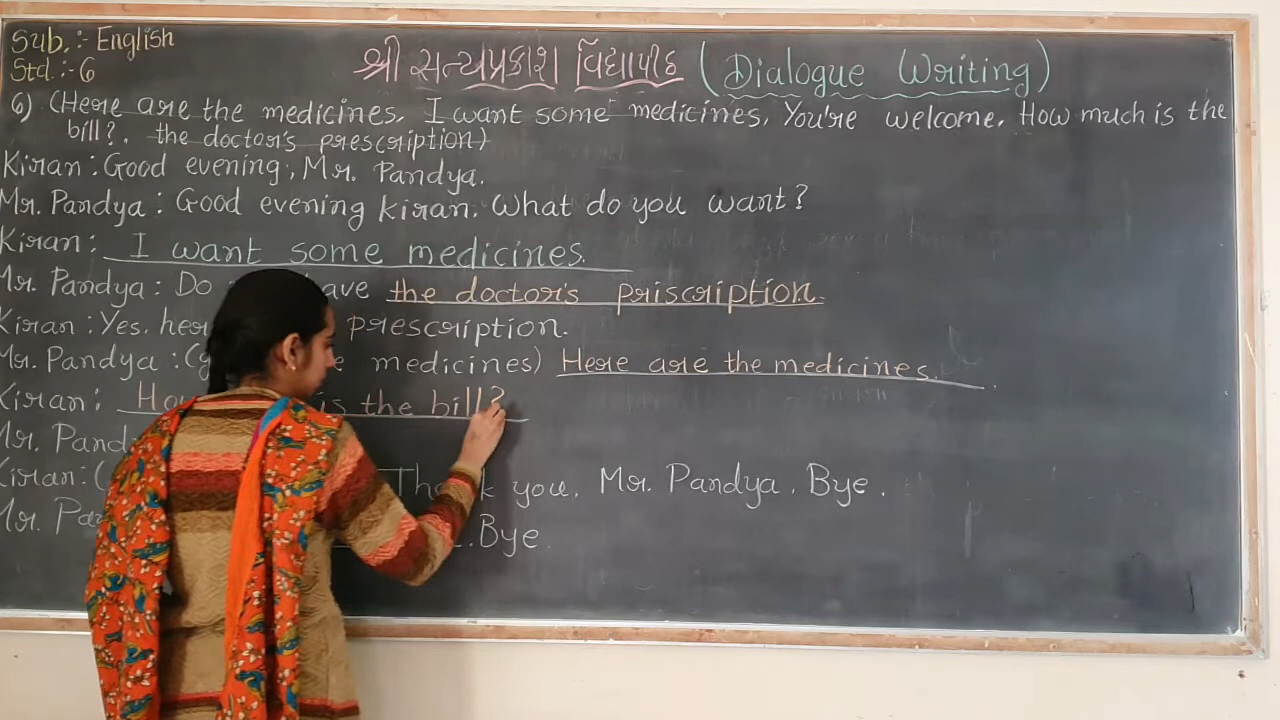 Sub.:- English
Std.:-6
श्री સત્યપ્રકાશ વિદ્યાપીઠ (Dialogue Writing)
6) (Here are the medicines. I want some medicines. You're welcome. How much is the
bill?. the doctor's prescription)
Kiran: Good evening, Mr. Pandya.
Mr. Pandya: Good evening kiran. What do you want?
Kiran: I want some medicines.
Mr. Pandya: Do ave the doctor's priscription.
Kiran: Yes, her prescription.
Mr. Pandya: (g medicines) Here are the medicines.
Kiran: Ho is the bill?
Mr. Pand
Kiran: ( Tha k you. Mr. Pandya. Bye.
Mr. Pa . Bye